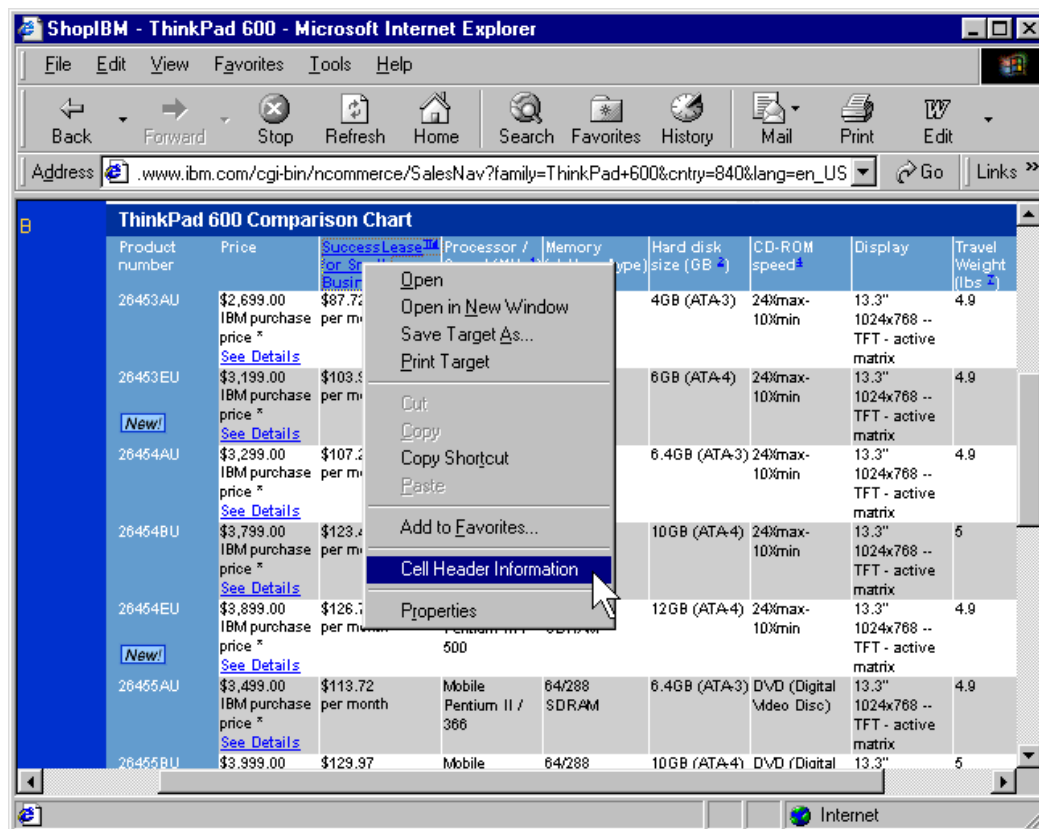 ShopIBM - ThinkPad 600 - Microsoft Internet Explorer
File Edit View Favorites Tools Help
Back Forward Stop Refresh Home Search Favorites History Mail Print Edit
Address .www.ibm.com/cgi-bin/ncommerce/SalesNav?family=ThinkPad+600&cntry=840&lang=en_US Go Links »
ThinkPad 600 Comparison Chart
Product number Price SuccessLease Processor / Memory Hard disk size (GB 2) CD-ROM speed4 Display Travel Weight (lbs 7)
26453AU $2,699.00 IBM purchase price * See Details $87.72 4GB (ATA-3) 24Xmax-10Xmin 13.3" 1024x768 -- TFT - active matrix 4.9
26453EU New! $3,199.00 IBM purchase price * See Details 6GB (ATA-4) 24Xmax-10Xmin 13.3" 1024x768 -- TFT - active matrix 4.9
26454AU $3,299.00 IBM purchase price * See Details 6.4GB (ATA-3) 24Xmax-10Xmin 13.3" 1024x768 -- TFT - active matrix 4.9
26454BU $3,799.00 IBM purchase price * See Details 10GB (ATA-4) 24Xmax-10Xmin 13.3" 1024x768 -- TFT - active matrix 5
26454EU New! $3,899.00 IBM purchase price * See Details 500 12GB (ATA-4) 24Xmax-10Xmin 13.3" 1024x768 -- TFT - active matrix 4.9
26455AU $3,499.00 IBM purchase price * See Details $113.72 per month Mobile Pentium II / 366 64/288 SDRAM 6.4GB (ATA-3) DVD (Digital Video Disc) 13.3" 1024x768 -- TFT - active matrix 4.9
26455BU $3,999.00 $129.97 Mobile 64/288 10GB (ATA-4) DVD (Digital 13.3" 5
Open
Open in New Window
Save Target As...
Print Target
Cut
Copy
Copy Shortcut
Paste
Add to Favorites...
Cell Header Information
Properties
Internet